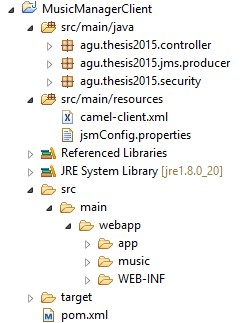 MusicManagerClient
src/main/java
agu.thesis2015.controller
agu.thesis2015.jms.producer
agu.thesis2015.security
src/main/resources
camel-client.xml
jsmConfig.properties
Referenced Libraries
JRE System Library [jre1.8.0_20]
src
main
webapp
app
music
WEB-INF
target
pom.xml